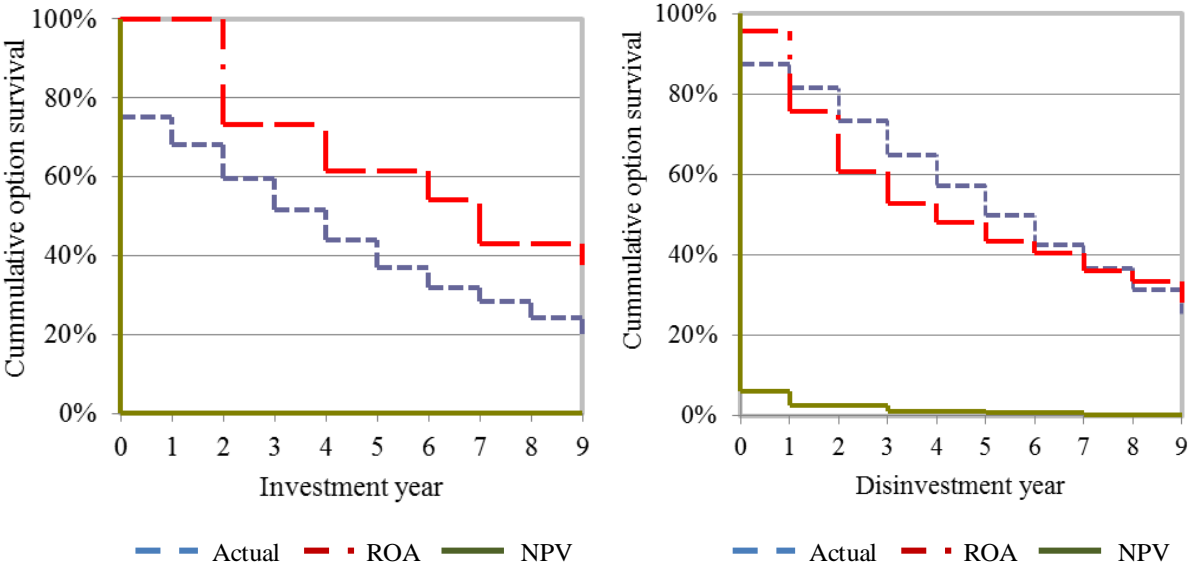 Cummulative option survival
100%
80%
60%
40%
20%
0%
0 1 2 3 4 5 6 7 8 9
Investment year
Actual ROA NPV
Cummulative option survival
100%
80%
60%
40%
20%
0%
0 1 2 3 4 5 6 7 8 9
Disinvestment year
Actual ROA NPV